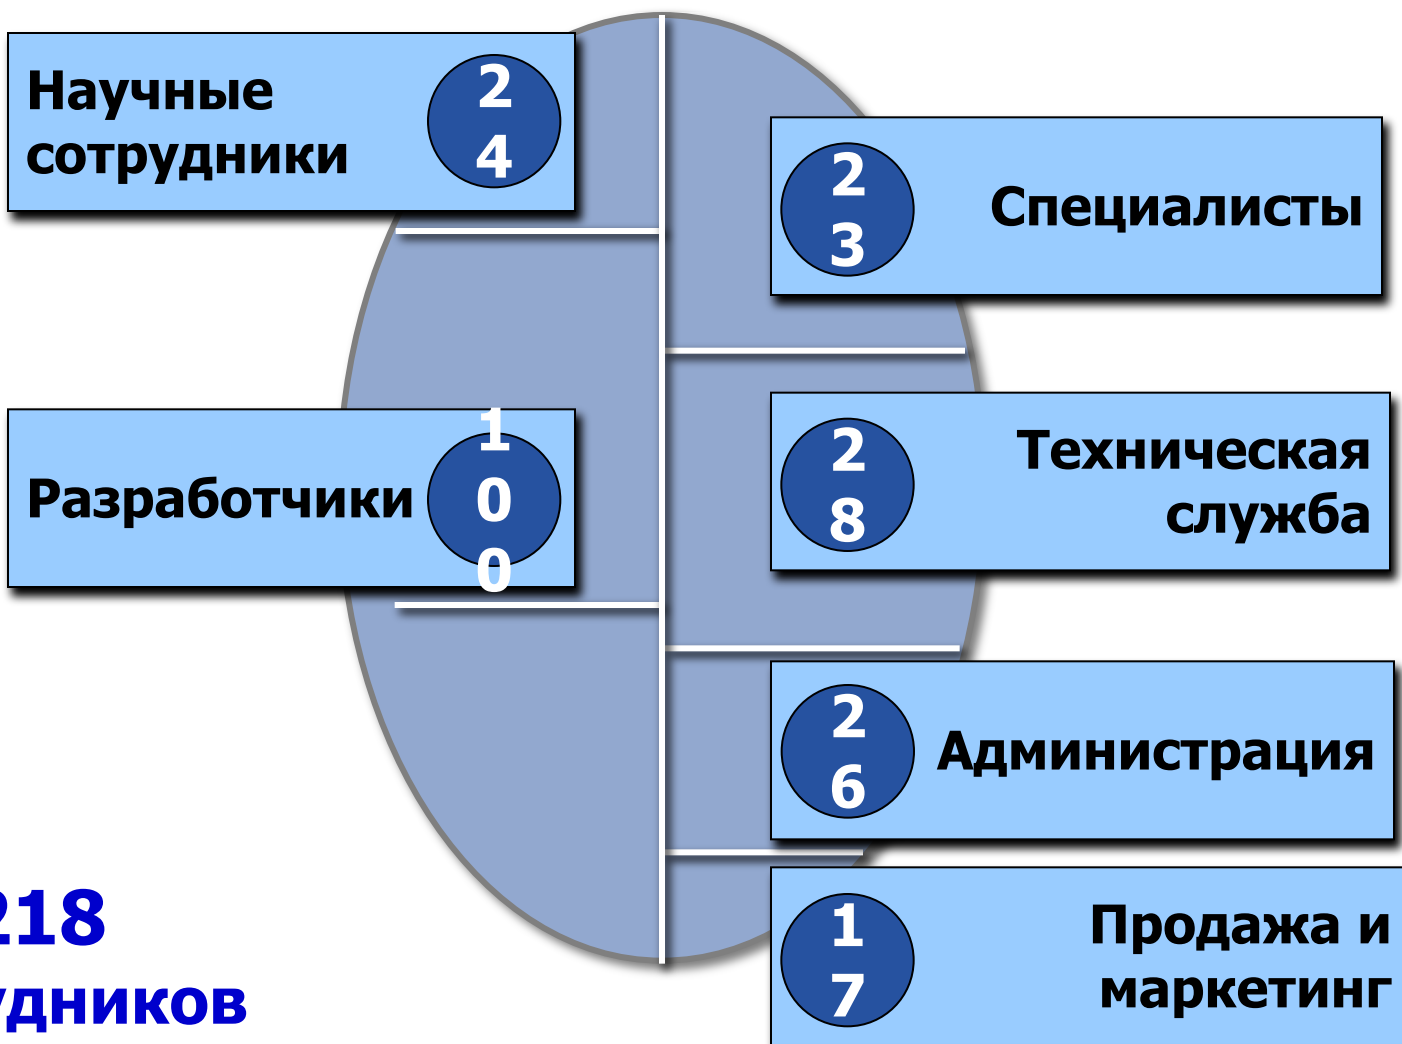 Научные
сотрудники
2
4
2
3
Специалисты
Разработчики
1
0
0
2
8
Техническая
служба
2
6
Администрация
1
7
Продажа и
маркетинг
218
удников